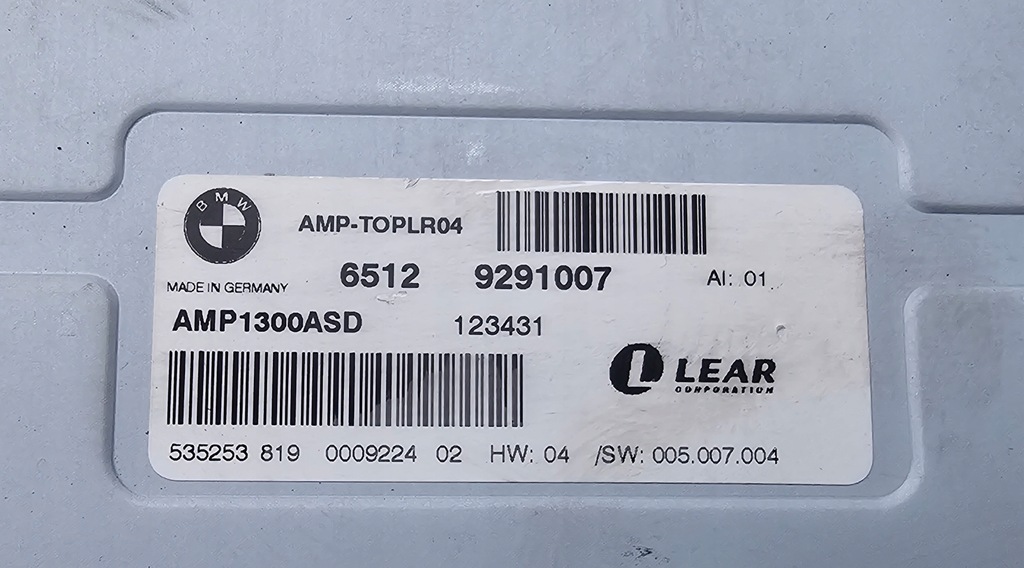 BMW
AMP-TOPLR04
6512 9291007 AI: 01
MADE IN GERMANY
AMP1300ASD 123431
L LEAR
CORPORATION
535253 819 0009224 02 HW: 04 /SW: 005.007.004